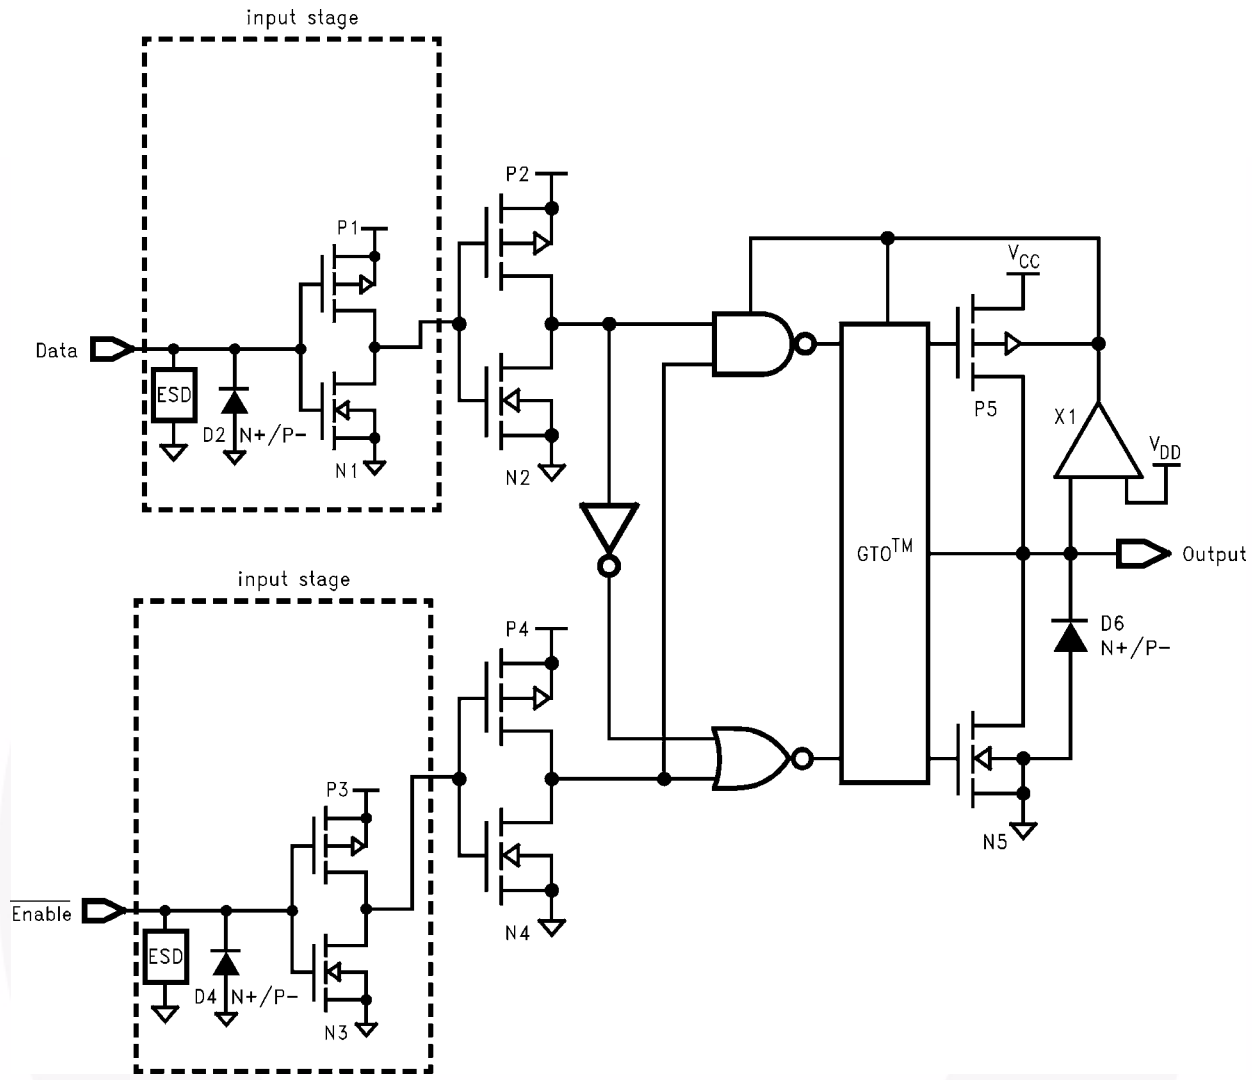 input stage
P2
P1
VCC
Data
ESD
P5
X1
D2 N+/P-
VDD
N1
N2
GTO™
Output
input stage
D6
P4
N+/P-
P3
N5
Enable
N4
ESD
D4 N+/P-
N3